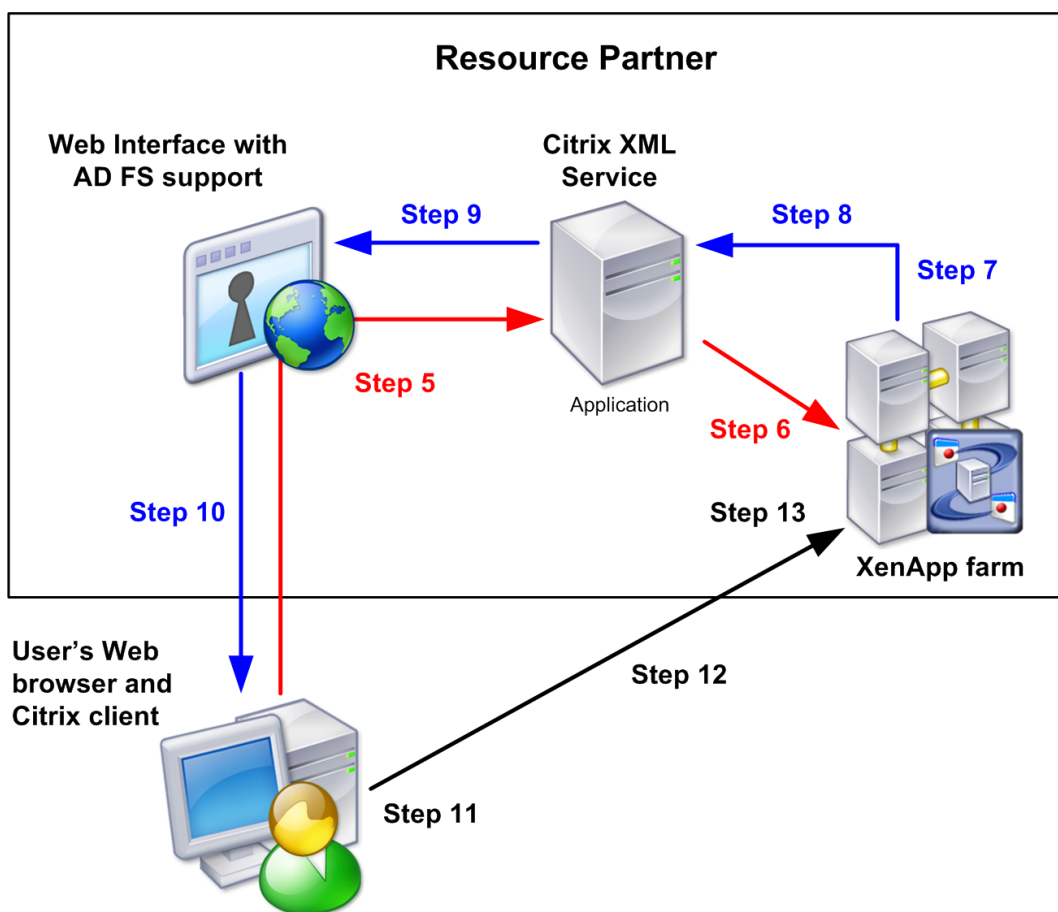 Resource Partner
Web Interface with
AD FS support
Citrix XML
Service
Step 9
Step 8
Step 7
Step 5
Application
Step 6
Step 10
Step 13
XenApp farm
User’s Web
browser and
Citrix client
Step 12
Step 11